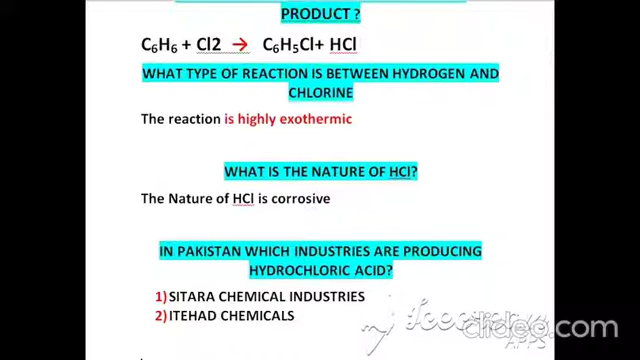 PRODUCT ?
C₆H₆ + Cl2 → C₆H₅Cl+ HCl
WHAT TYPE OF REACTION IS BETWEEN HYDROGEN AND
CHLORINE
The reaction is highly exothermic
WHAT IS THE NATURE OF HCl?
The Nature of HCl is corrosive
IN PAKISTAN WHICH INDUSTRIES ARE PRODUCING
HYDROCHLORIC ACID?
1) SITARA CHEMICAL INDUSTRIES
2) ITEHAD CHEMICALS
clideo.com
APPS